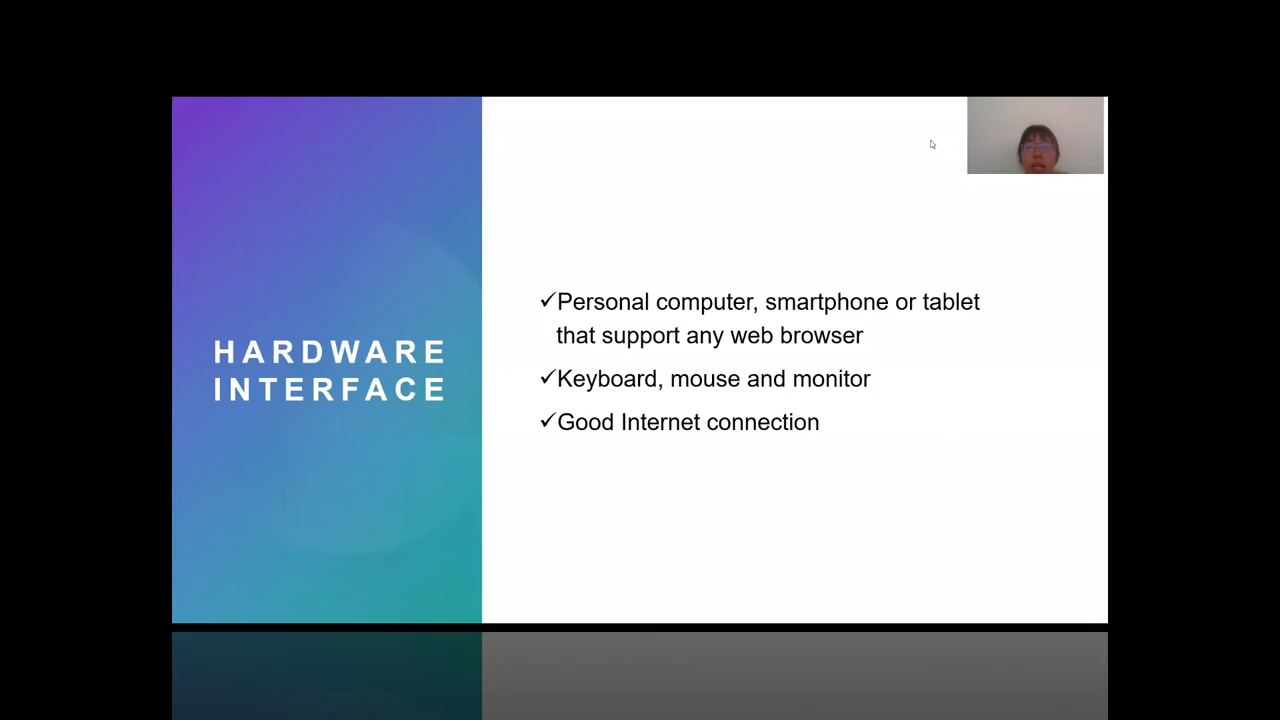 HARDWARE
INTERFACE
✓Personal computer, smartphone or tablet
that support any web browser
✓Keyboard, mouse and monitor
✓Good Internet connection